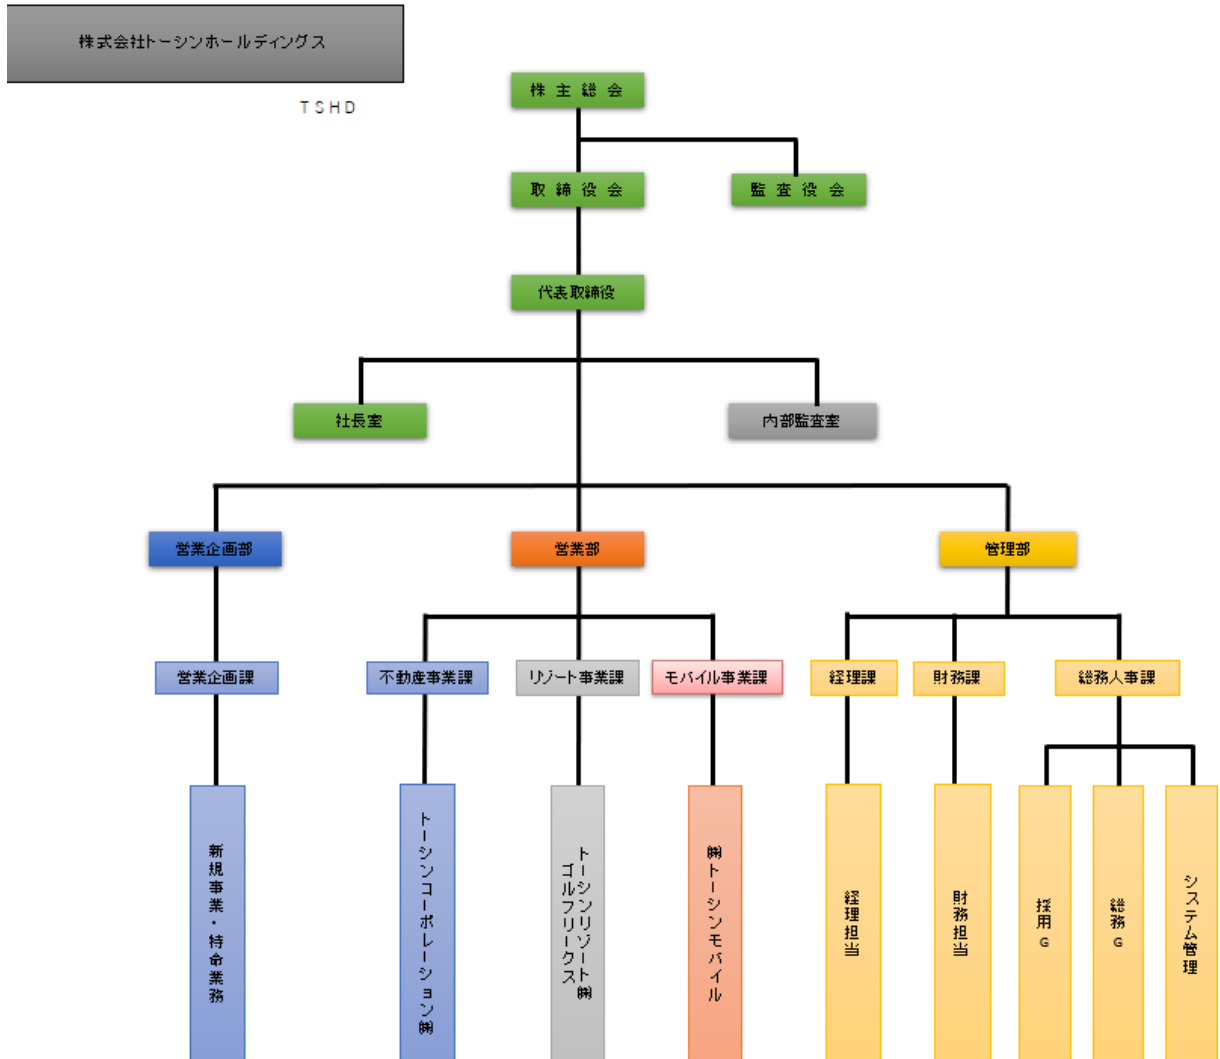 株式会社トーシンホールディングス
TSHD
株主総会
取締役会
監査役会
代表取締役
社長室
内部監査室
営業企画部
営業部
管理部
営業企画課
不動産事業課
リゾート事業課
モバイル事業課
経理課
財務課
総務人事課
新規事業・特命業務
トーシンコーポレーション㈱
トーシンリゾート㈱
ゴルフリークス
㈱トーシンモバイル
経理担当
財務担当
採用G
総務G
システム管理